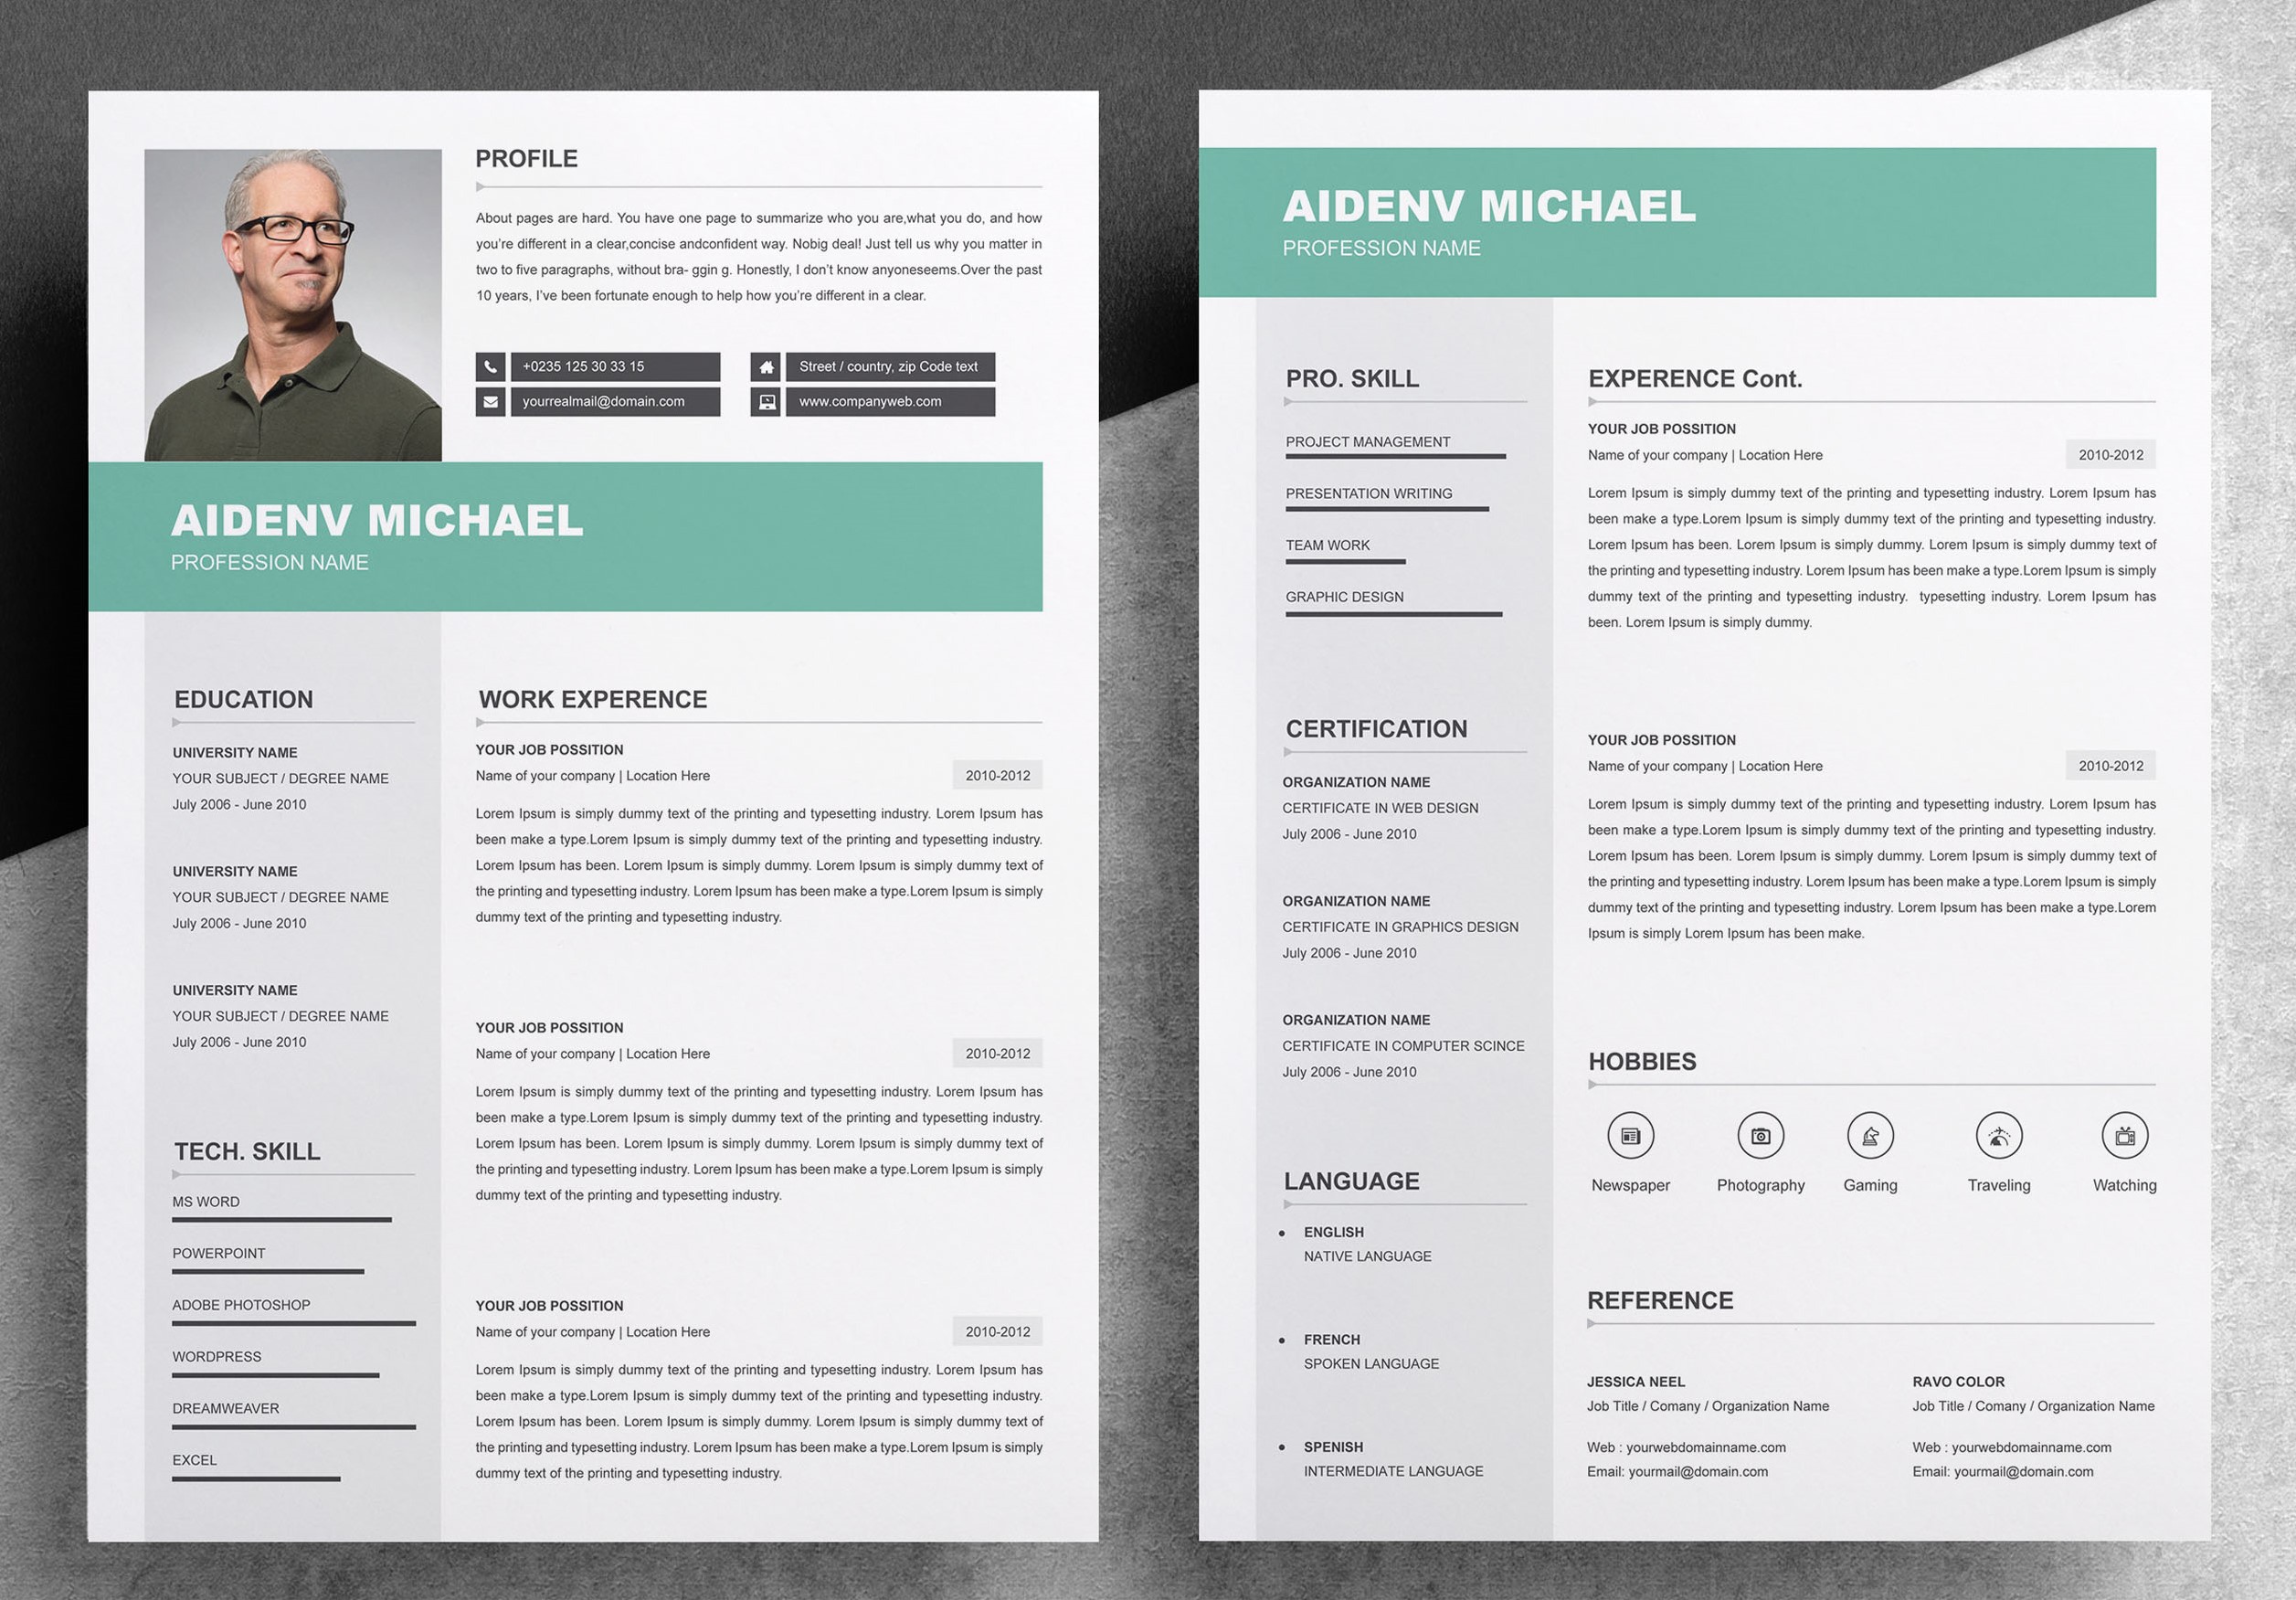 PROFILE
About pages are hard. You have one page to summarize who you are,what you do, and how
you're different in a clear,concise andconfident way. Nobig deal! Just tell us why you matter in
two to five paragraphs, without bra- ggin g. Honestly, I don't know anyoneseems.Over the past
10 years, I've been fortunate enough to help how you're different in a clear.
+0235 125 30 33 15
Street / country, zip Code text
yourrealmail@domain.com
www.companyweb.com
AIDENV MICHAEL
PROFESSION NAME
EDUCATION
UNIVERSITY NAME
YOUR SUBJECT / DEGREE NAME
July 2006 - June 2010
UNIVERSITY NAME
YOUR SUBJECT / DEGREE NAME
July 2006 - June 2010
UNIVERSITY NAME
YOUR SUBJECT / DEGREE NAME
July 2006 - June 2010
TECH. SKILL
MS WORD
POWERPOINT
ADOBE PHOTOSHOP
WORDPRESS
DREAMWEAVER
EXCEL
WORK EXPERENCE
YOUR JOB POSSITION
Name of your company | Location Here
2010-2012
Lorem Ipsum is simply dummy text of the printing and typesetting industry. Lorem Ipsum has
been make a type.Lorem Ipsum is simply dummy text of the printing and typesetting industry.
Lorem Ipsum has been. Lorem Ipsum is simply dummy. Lorem Ipsum is simply dummy text of
the printing and typesetting industry. Lorem Ipsum has been make a type.Lorem Ipsum is simply
dummy text of the printing and typesetting industry.
YOUR JOB POSSITION
Name of your company | Location Here
2010-2012
Lorem Ipsum is simply dummy text of the printing and typesetting industry. Lorem Ipsum has
been make a type.Lorem Ipsum is simply dummy text of the printing and typesetting industry.
Lorem Ipsum has been. Lorem Ipsum is simply dummy. Lorem Ipsum is simply dummy text of
the printing and typesetting industry. Lorem Ipsum has been make a type.Lorem Ipsum is simply
dummy text of the printing and typesetting industry.
YOUR JOB POSSITION
Name of your company | Location Here
2010-2012
Lorem Ipsum is simply dummy text of the printing and typesetting industry. Lorem Ipsum has
been make a type.Lorem Ipsum is simply dummy text of the printing and typesetting industry.
Lorem Ipsum has been. Lorem Ipsum is simply dummy. Lorem Ipsum is simply dummy text of
the printing and typesetting industry. Lorem Ipsum has been make a type.Lorem Ipsum is simply
dummy text of the printing and typesetting industry.
AIDENV MICHAEL
PROFESSION NAME
PRO. SKILL
PROJECT MANAGEMENT
PRESENTATION WRITING
TEAM WORK
GRAPHIC DESIGN
CERTIFICATION
ORGANIZATION NAME
CERTIFICATE IN WEB DESIGN
July 2006 - June 2010
ORGANIZATION NAME
CERTIFICATE IN GRAPHICS DESIGN
July 2006 - June 2010
ORGANIZATION NAME
CERTIFICATE IN COMPUTER SCINCE
July 2006 - June 2010
LANGUAGE
• ENGLISH
NATIVE LANGUAGE
• FRENCH
SPOKEN LANGUAGE
• SPENISH
INTERMEDIATE LANGUAGE
EXPERENCE Cont.
YOUR JOB POSSITION
Name of your company | Location Here
2010-2012
Lorem Ipsum is simply dummy text of the printing and typesetting industry. Lorem Ipsum has
been make a type.Lorem Ipsum is simply dummy text of the printing and typesetting industry.
Lorem Ipsum has been. Lorem Ipsum is simply dummy. Lorem Ipsum is simply dummy text of
the printing and typesetting industry. Lorem Ipsum has been make a type.Lorem Ipsum is simply
dummy text of the printing and typesetting industry. typesetting industry. Lorem Ipsum has
been. Lorem Ipsum is simply dummy.
YOUR JOB POSSITION
Name of your company | Location Here
2010-2012
Lorem Ipsum is simply dummy text of the printing and typesetting industry. Lorem Ipsum has
been make a type.Lorem Ipsum is simply dummy text of the printing and typesetting industry.
Lorem Ipsum has been. Lorem Ipsum is simply dummy. Lorem Ipsum is simply dummy text of
the printing and typesetting industry. Lorem Ipsum has been make a type.Lorem Ipsum is simply
dummy text of the printing and typesetting industry. Lorem Ipsum has been make a type.Lorem
Ipsum is simply Lorem Ipsum has been make.
HOBBIES
Newspaper Photography Gaming Traveling Watching
REFERENCE
JESSICA NEEL
Job Title / Comany / Organization Name
Web : yourwebdomainname.com
Email: yourmail@domain.com
RAVO COLOR
Job Title / Comany / Organization Name
Web : yourwebdomainname.com
Email: yourmail@domain.com